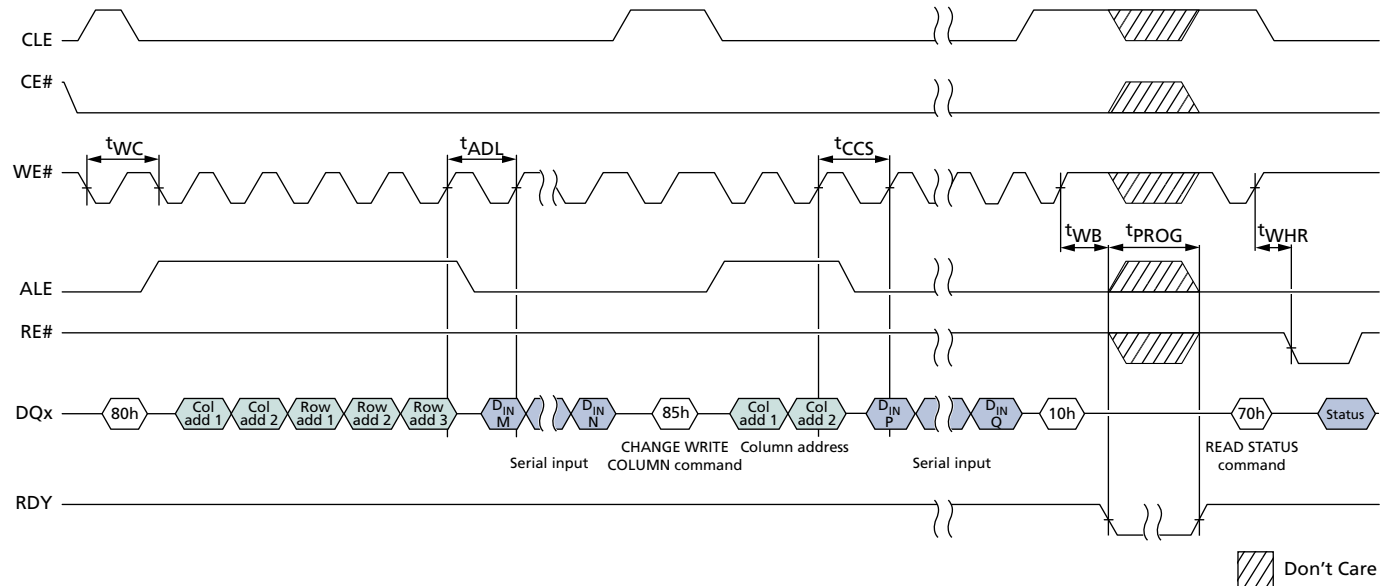 CLE
CE#
tWC
tADL
tCCS
WE#
tWB
tPROG
tWHR
ALE
RE#
DQx
80h
Col add 1
Col add 2
Row add 1
Row add 2
Row add 3
DIN M
DIN N
85h
Col add 1
Col add 2
DIN P
DIN Q
10h
70h
Status
Serial input
CHANGE WRITE
COLUMN command
Column address
Serial input
READ STATUS
command
RDY
Don't Care